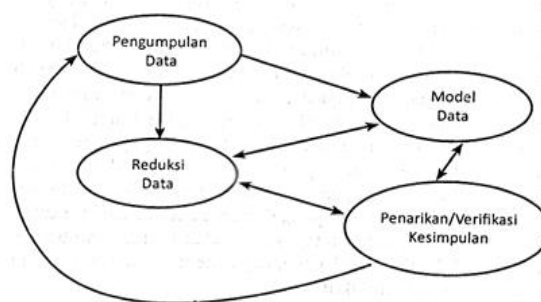 Pengumpulan
Data
Model
Data
Reduksi
Data
Penarikan/Verifikasi
Kesimpulan